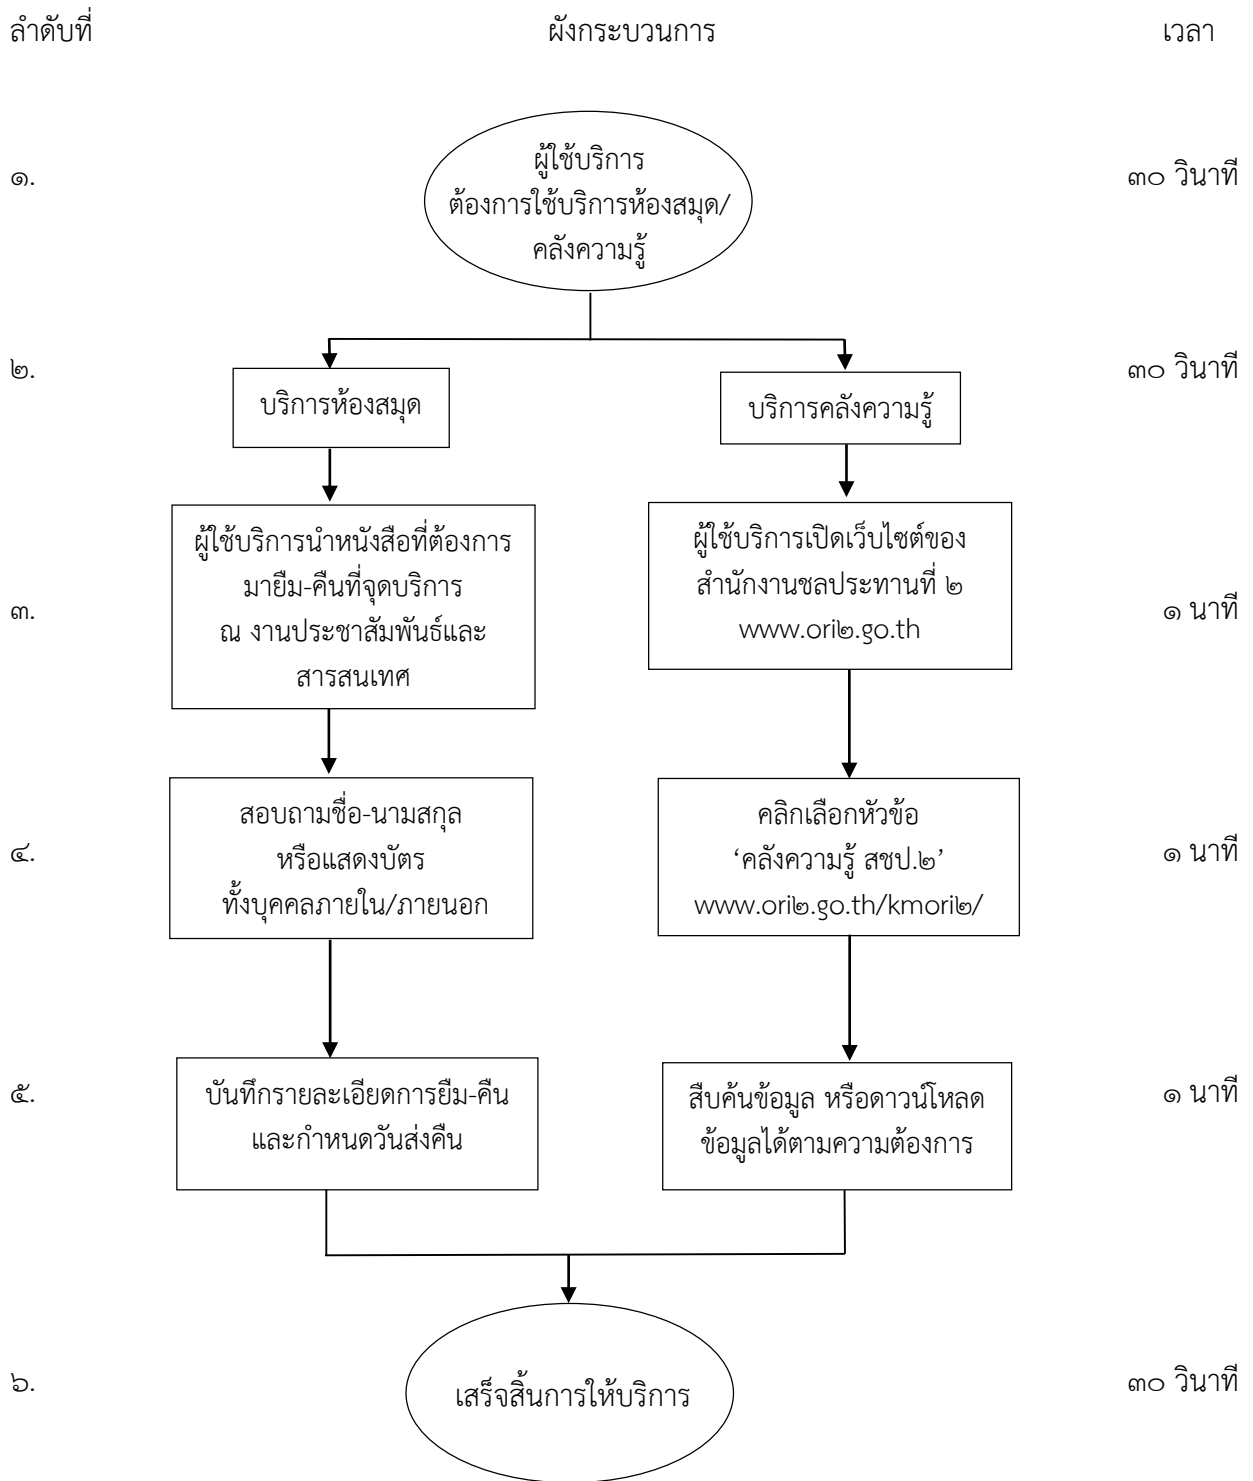 ลำดับที่ ผังกระบวนการ เวลา
๑. ๓๐ วินาที
ผู้ใช้บริการ
ต้องการใช้บริการห้องสมุด/
คลังความรู้
๒. ๓๐ วินาที
บริการห้องสมุด
บริการคลังความรู้
๓. ๑ นาที
ผู้ใช้บริการนำหนังสือที่ต้องการ
มายืม-คืนที่จุดบริการ
ณ งานประชาสัมพันธ์และ
สารสนเทศ
ผู้ใช้บริการเปิดเว็บไซต์ของ
สำนักงานชลประทานที่ ๒
www.ori๒.go.th
๔. ๑ นาที
สอบถามชื่อ-นามสกุล
หรือแสดงบัตร
ทั้งบุคคลภายใน/ภายนอก
คลิกเลือกหัวข้อ
‘คลังความรู้ สชป.๒’
www.ori๒.go.th/kmori๒/
๕. ๑ นาที
บันทึกรายละเอียดการยืม-คืน
และกำหนดวันส่งคืน
สืบค้นข้อมูล หรือดาวน์โหลด
ข้อมูลได้ตามความต้องการ
๖. ๓๐ วินาที
เสร็จสิ้นการให้บริการ